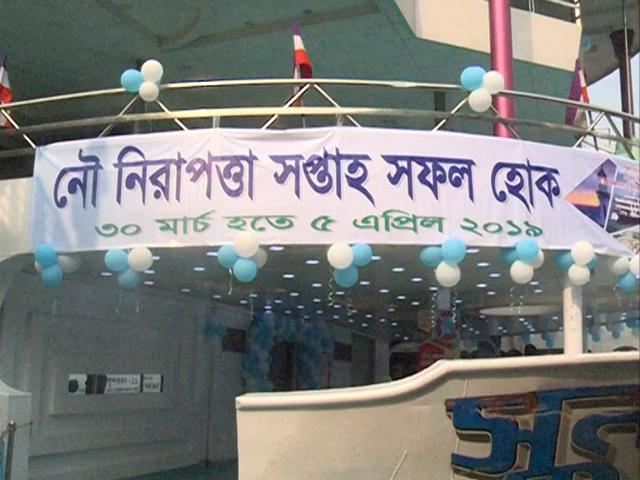 নৌ নিরাপত্তা সপ্তাহ সফল হোক
৩০ মার্চ হতে ৫ এপ্রিল ২০১৯